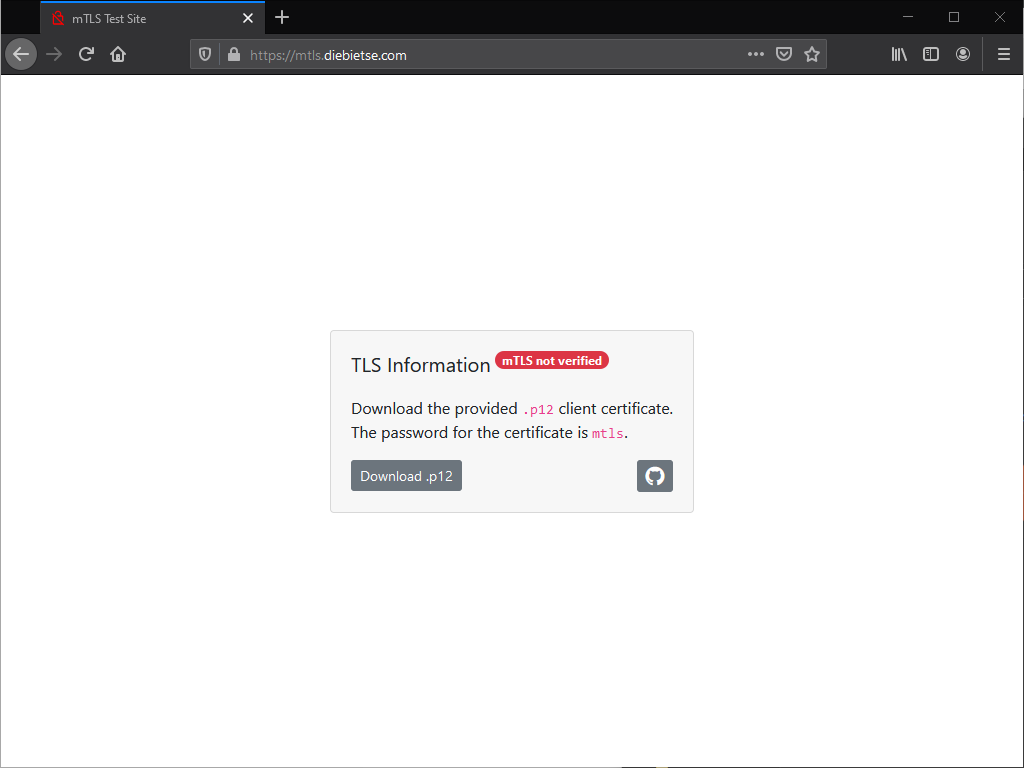 mTLS Test Site
https://mtls.diebietse.com
TLS Information mTLS not verified
Download the provided .p12 client certificate.
The password for the certificate is mtls.
Download .p12